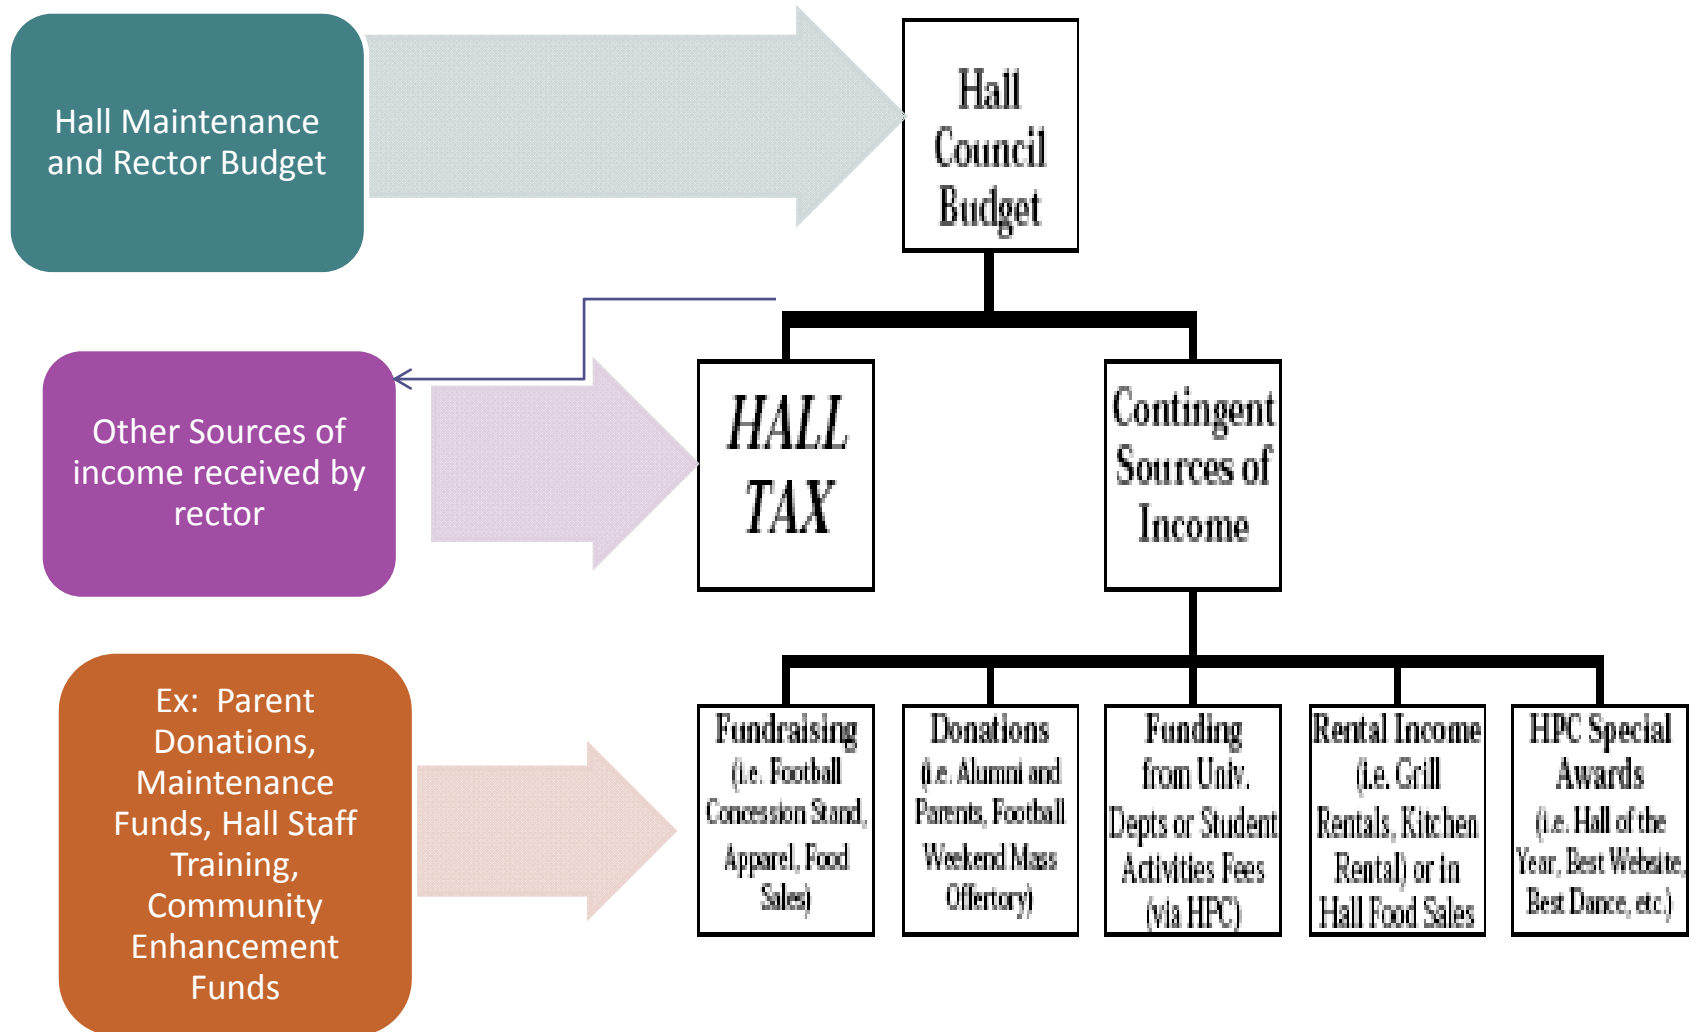 Hall Maintenance
and Rector Budget
Hall
Council
Budget
Other Sources of
income received by
rector
HALL
TAX
Contingent
Sources of
Income
Ex:  Parent
Donations,
Maintenance
Funds, Hall Staff
Training,
Community
Enhancement
Funds
Fundraising
(i.e. Football
Concession Stand,
Apparel, Food
Sales)
Donations
(i.e. Alumni and
Parents, Football
Weekend Mass
Offertory)
Funding
from Univ.
Depts or Student
Activities Fees
(via HPC)
Rental Income
(i.e. Grill
Rentals, Kitchen
Rental) or in
Hall Food Sales
HPC Special
Awards
(i.e. Hall of the
Year, Best Website,
Best Dance, etc.)